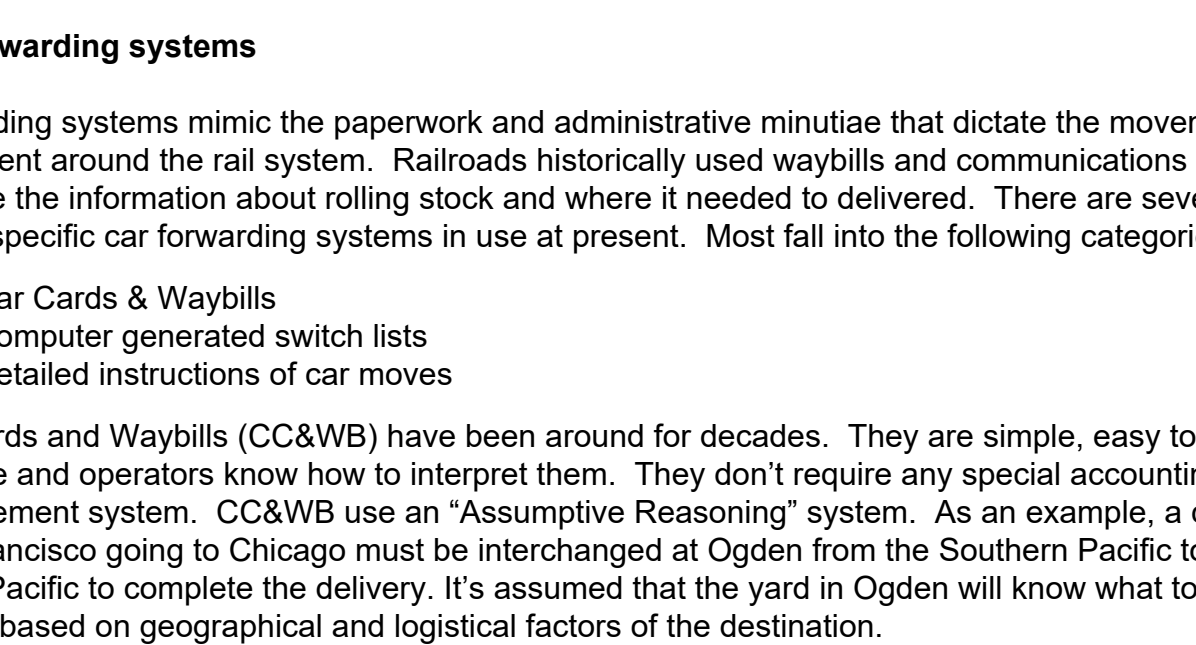 warding systems
ding systems mimic the paperwork and administrative minutiae that dictate the mover
ent around the rail system.  Railroads historically used waybills and communications
e the information about rolling stock and where it needed to delivered.  There are seve
specific car forwarding systems in use at present.  Most fall into the following categori
ar Cards & Waybills
omputer generated switch lists
etailed instructions of car moves
rds and Waybills (CC&WB) have been around for decades.  They are simple, easy to
e and operators know how to interpret them.  They don’t require any special accountin
ement system.  CC&WB use an “Assumptive Reasoning” system.  As an example, a c
ancisco going to Chicago must be interchanged at Ogden from the Southern Pacific to
Pacific to complete the delivery. It’s assumed that the yard in Ogden will know what to
based on geographical and logistical factors of the destination.